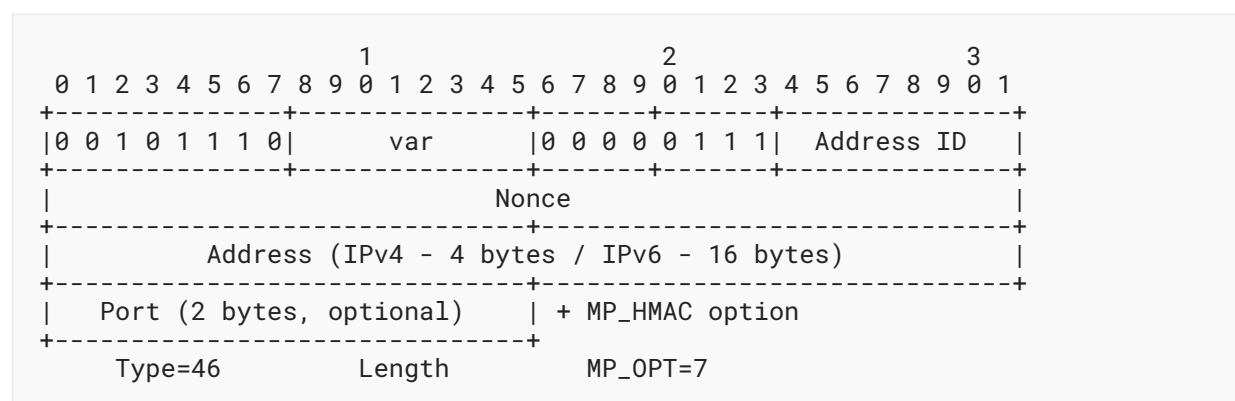 1                   2                   3
 0 1 2 3 4 5 6 7 8 9 0 1 2 3 4 5 6 7 8 9 0 1 2 3 4 5 6 7 8 9 0 1
+---------------+---------------+-------+-------+---------------+
|0 0 1 0 1 1 1 0|      var      |0 0 0 0 0 1 1 1|  Address ID   |
+---------------+---------------+-------+-------+---------------+
|                             Nonce                             |
+-------------------------------+-------------------------------+
|          Address (IPv4 - 4 bytes / IPv6 - 16 bytes)           |
+-------------------------------+-------------------------------+
|   Port (2 bytes, optional)    | + MP_HMAC option
+-------------------------------+
     Type=46         Length         MP_OPT=7